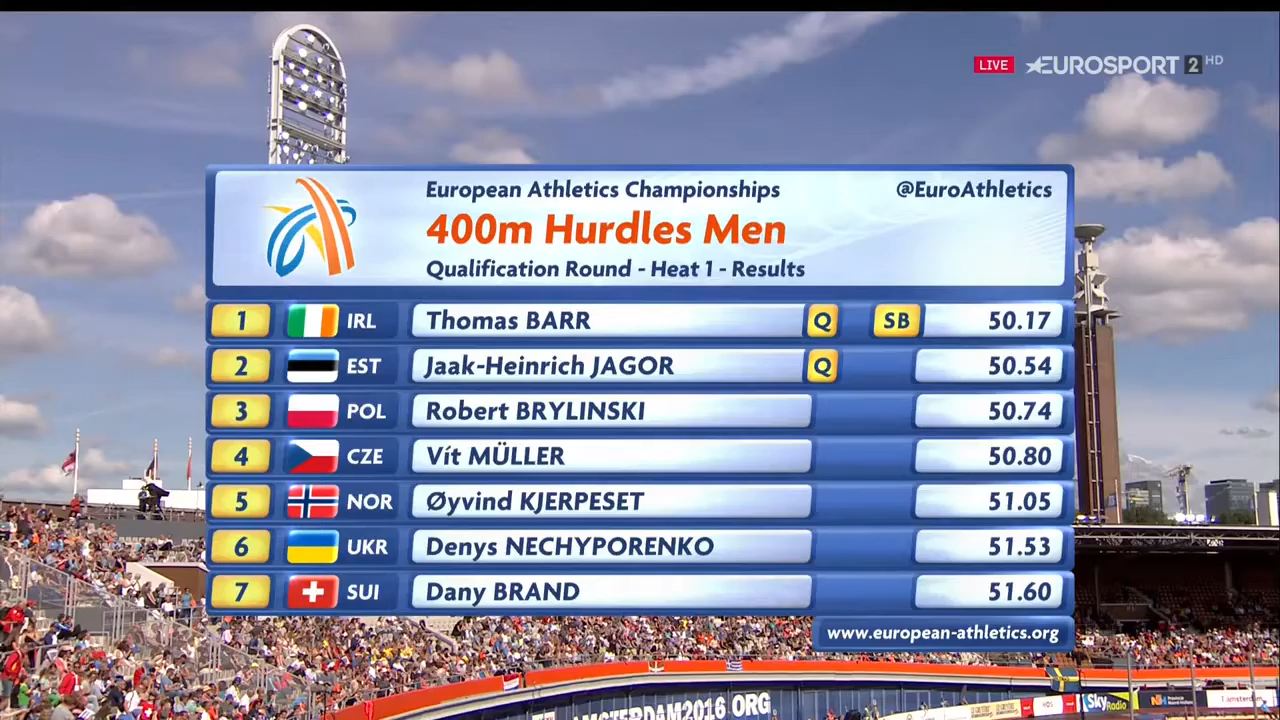 LIVE EUROSPORT 2 HD
European Athletics Championships @EuroAthletics
400m Hurdles Men
Qualification Round - Heat 1 - Results
1 IRL Thomas BARR Q SB 50.17
2 EST Jaak-Heinrich JAGOR Q 50.54
3 POL Robert BRYLINSKI 50.74
4 CZE Vít MÜLLER 50.80
5 NOR Øyvind KJERPESET 51.05
6 UKR Denys NECHYPORENKO 51.53
7 SUI Dany BRAND 51.60
www.european-athletics.org
AMSTERDAM2016.ORG
SkyRadio